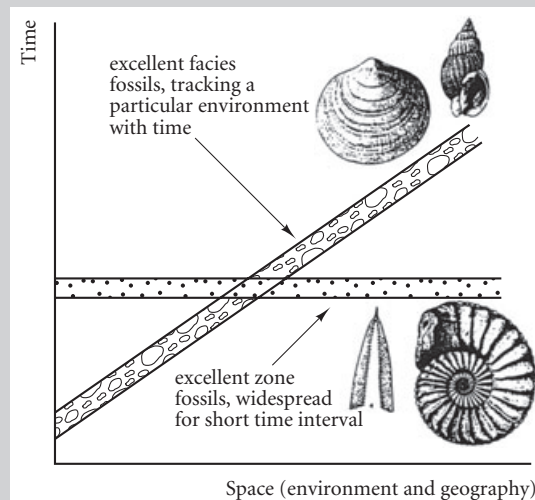 Time
excellent facies
fossils, tracking a
particular environment
with time
excellent zone
fossils, widespread
for short time interval
Space (environment and geography)